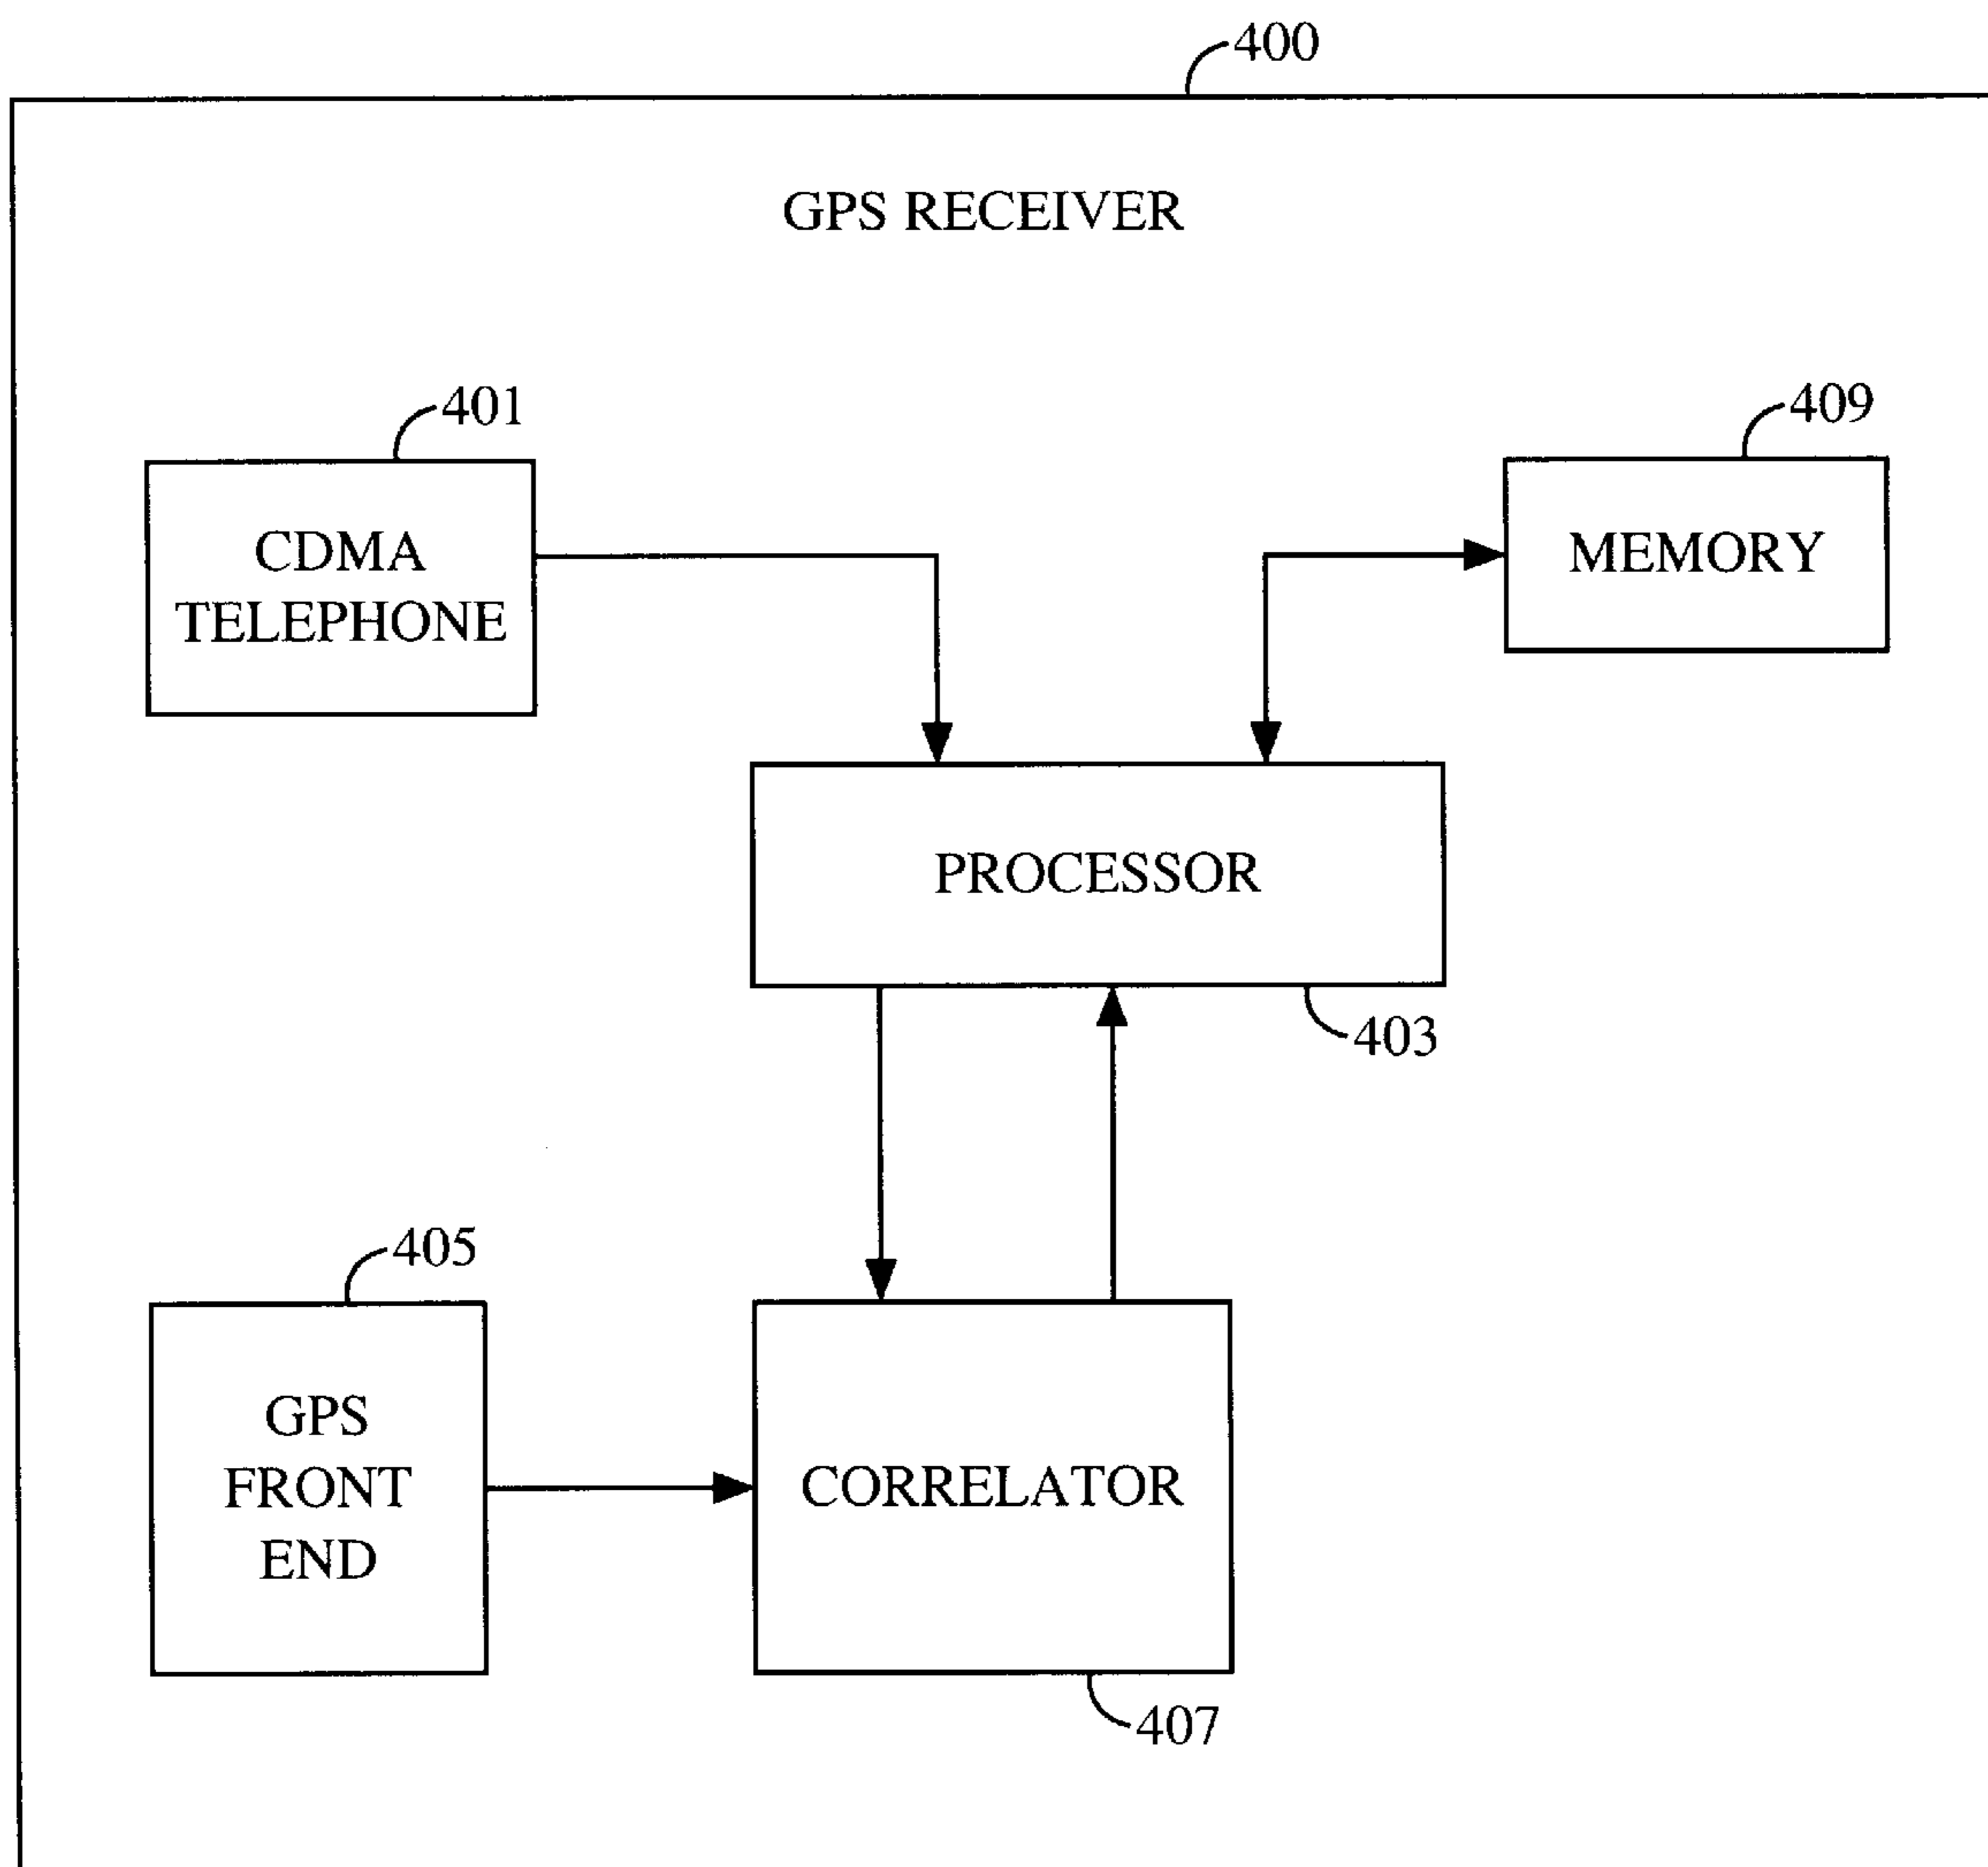 400
GPS RECEIVER
401
409
CDMA
TELEPHONE
MEMORY
PROCESSOR
403
405
GPS
FRONT
END
CORRELATOR
407